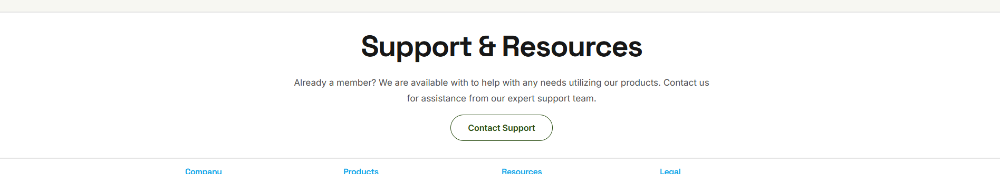 Support & Resources
Already a member? We are available with to help with any needs utilizing our products. Contact us
for assistance from our expert support team.
Contact Support
Company Products Resources Legal